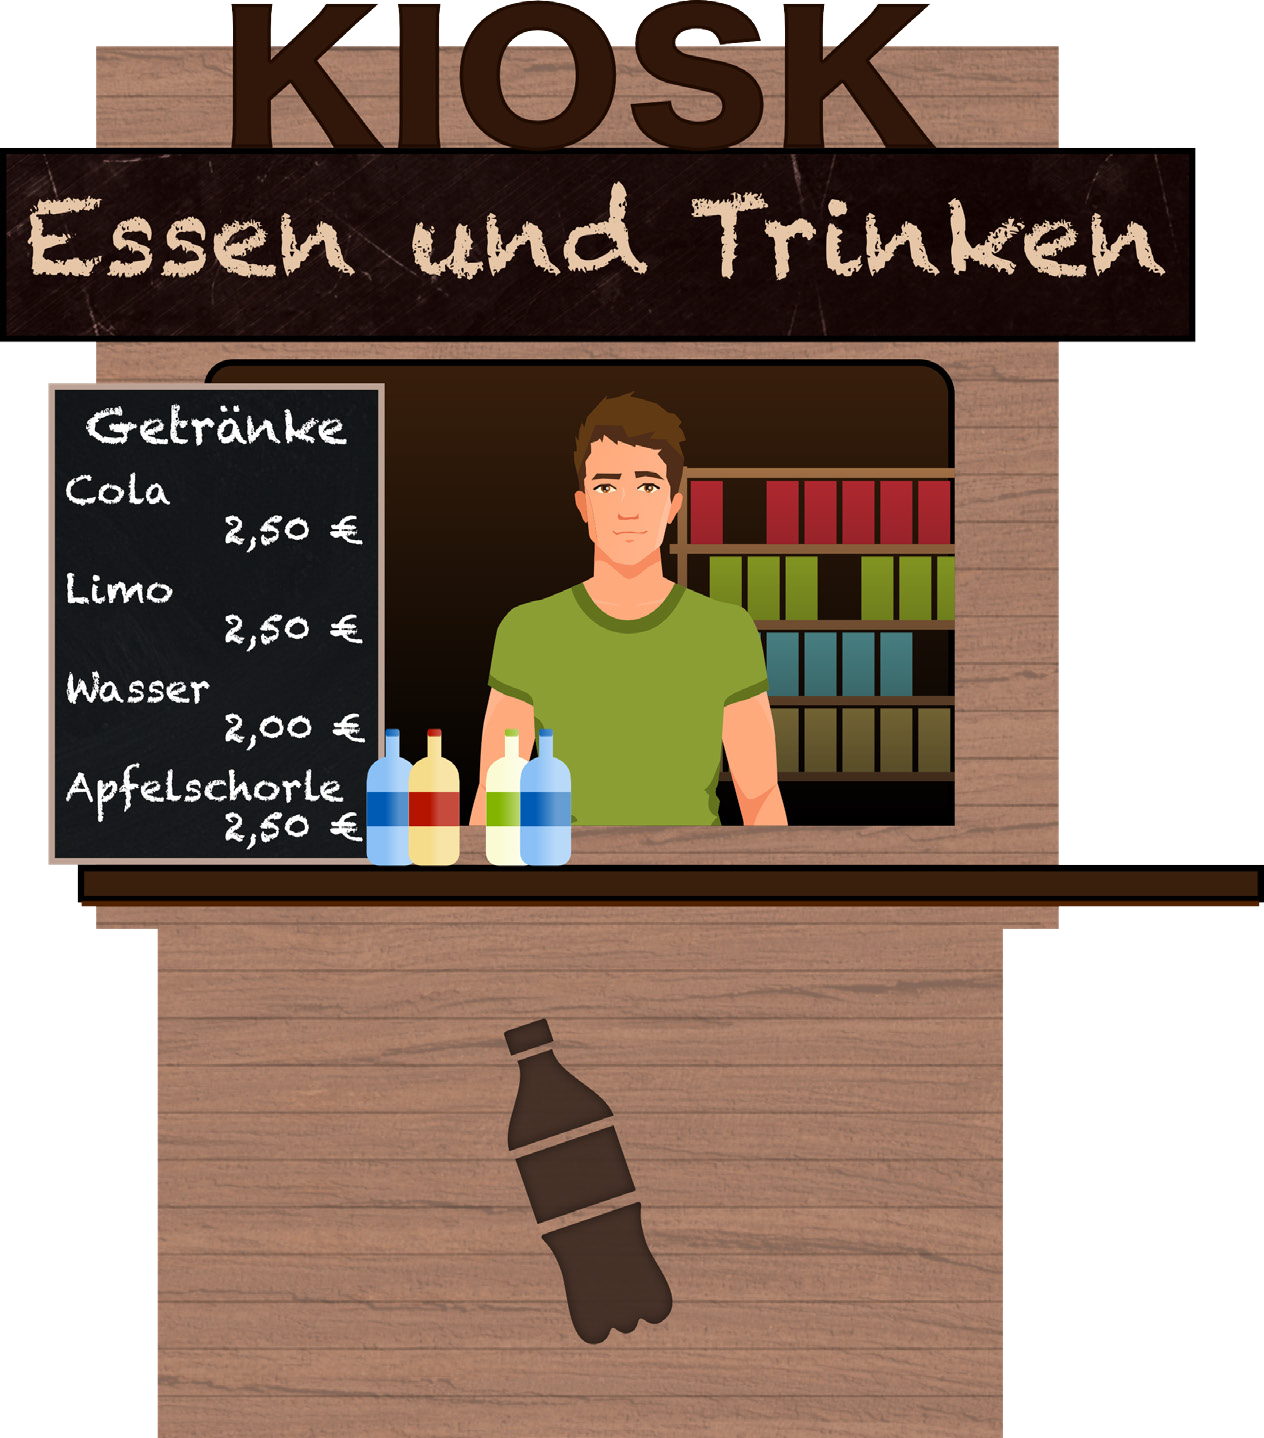 KIOSK
Essen und Trinken
Getränke
Cola
2,50 €
Limo
2,50 €
Wasser
2,00 €
Apfelschorle
2,50 €